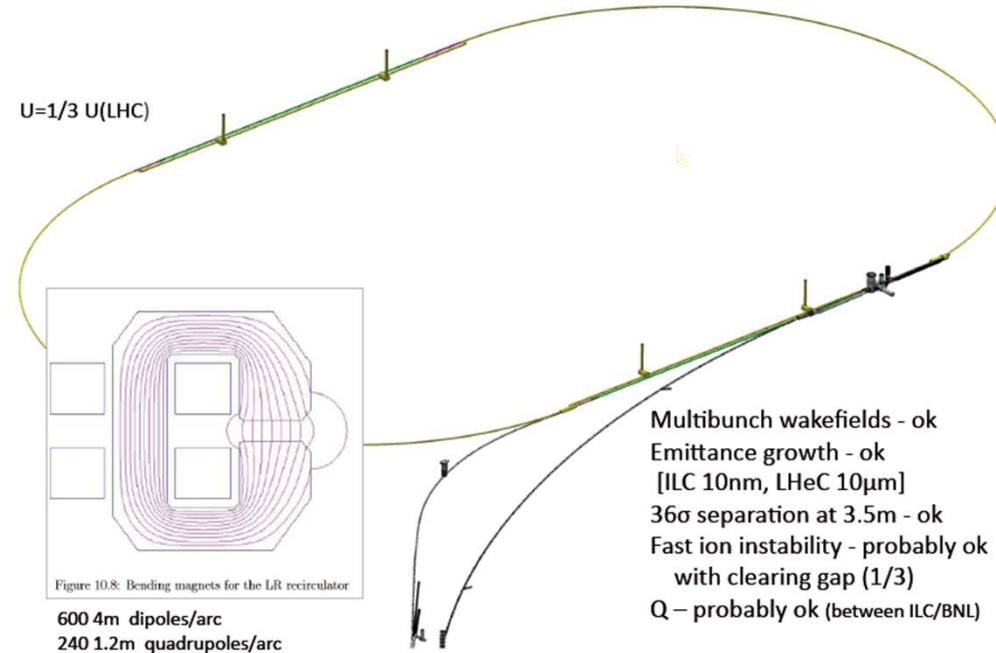 U=1/3 U(LHC)
Figure 10.8: Bending magnets for the LR recirculator
600 4m dipoles/arc
240 1.2m quadrupoles/arc
Multibunch wakefields - ok
Emittance growth - ok
[ILC 10nm, LHeC 10μm]
36σ separation at 3.5m - ok
Fast ion instability - probably ok
with clearing gap (1/3)
Q – probably ok (between ILC/BNL)